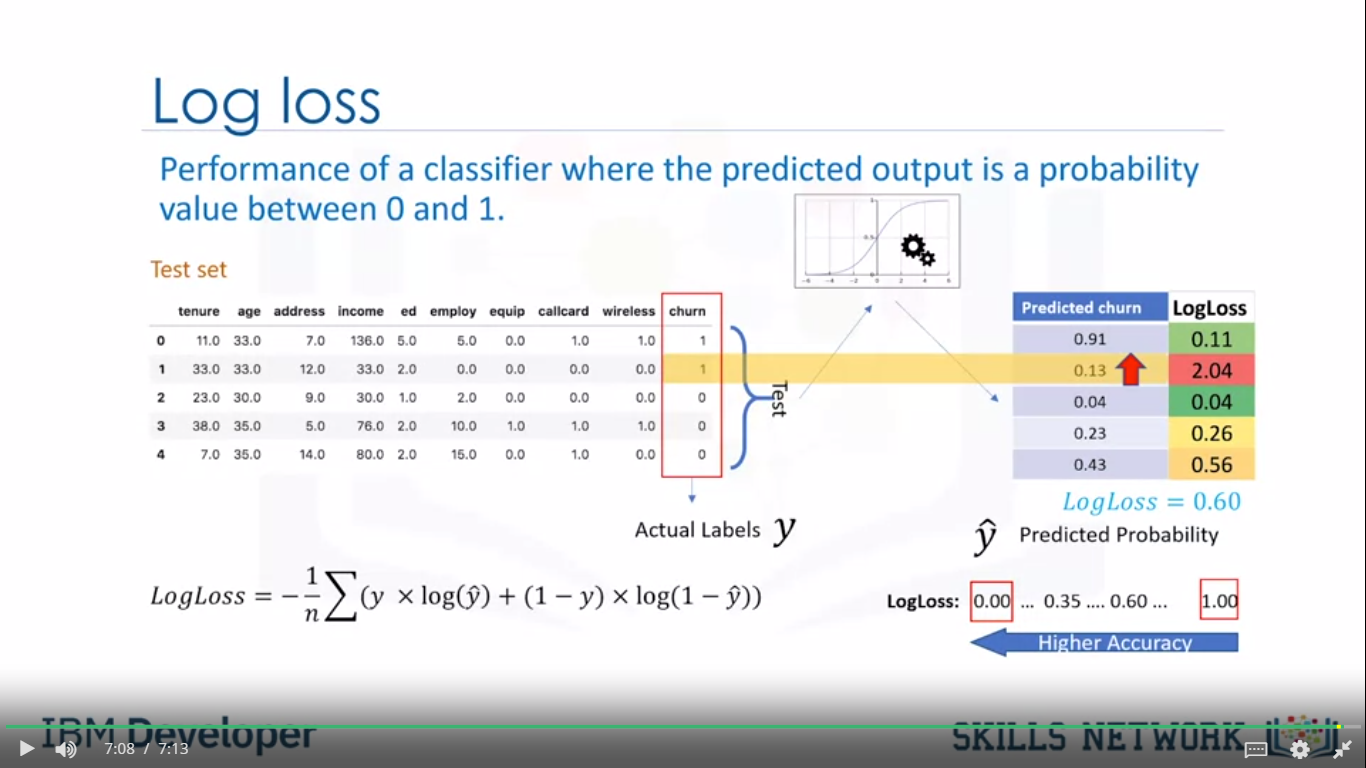 Log loss
Performance of a classifier where the predicted output is a probability
value between 0 and 1.
Test set
tenure age address income ed employ equip callcard wireless churn
0 11.0 33.0 7.0 136.0 5.0 5.0 0.0 1.0 1.0 1
1 33.0 33.0 12.0 33.0 2.0 0.0 0.0 0.0 0.0 1
2 23.0 30.0 9.0 30.0 1.0 2.0 0.0 0.0 0.0 0
3 38.0 35.0 5.0 76.0 2.0 10.0 1.0 1.0 1.0 0
4 7.0 35.0 14.0 80.0 2.0 15.0 0.0 1.0 0.0 0
Test
Predicted churn LogLoss
0.91 0.11
0.13 2.04
0.04 0.04
0.23 0.26
0.43 0.56
LogLoss = 0.60
Actual Labels y
ŷ Predicted Probability
LogLoss = −1/n ∑(y × log(ŷ) + (1 − y) × log(1 − ŷ))
LogLoss: 0.00 ... 0.35 .... 0.60 ... 1.00
Higher Accuracy
IBM Developer
SKILLS NETWORK
7:08 / 7:13